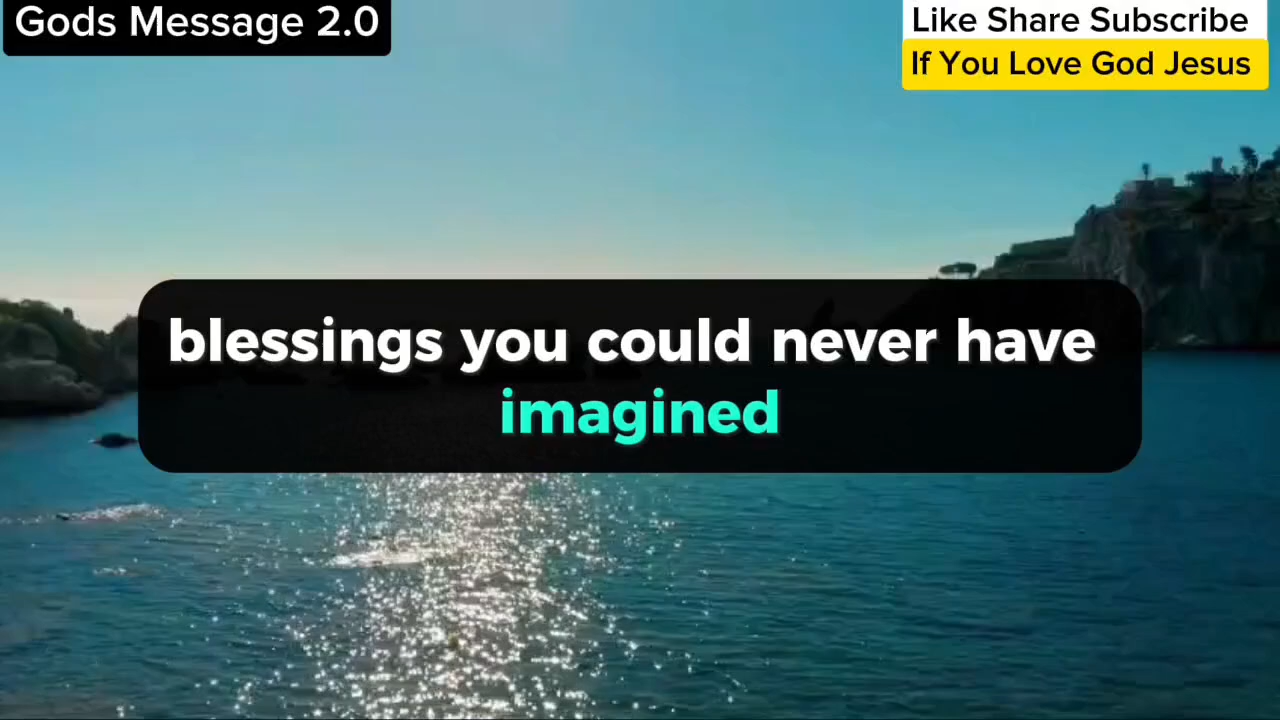 Gods Message 2.0
Like Share Subscribe
If You Love God Jesus
blessings you could never have
imagined